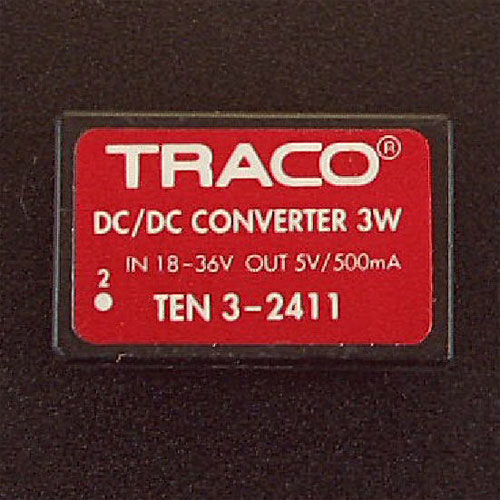 TRACO®
DC/DC CONVERTER 3W
IN 18-36V OUT 5V/500mA
2
TEN 3-2411